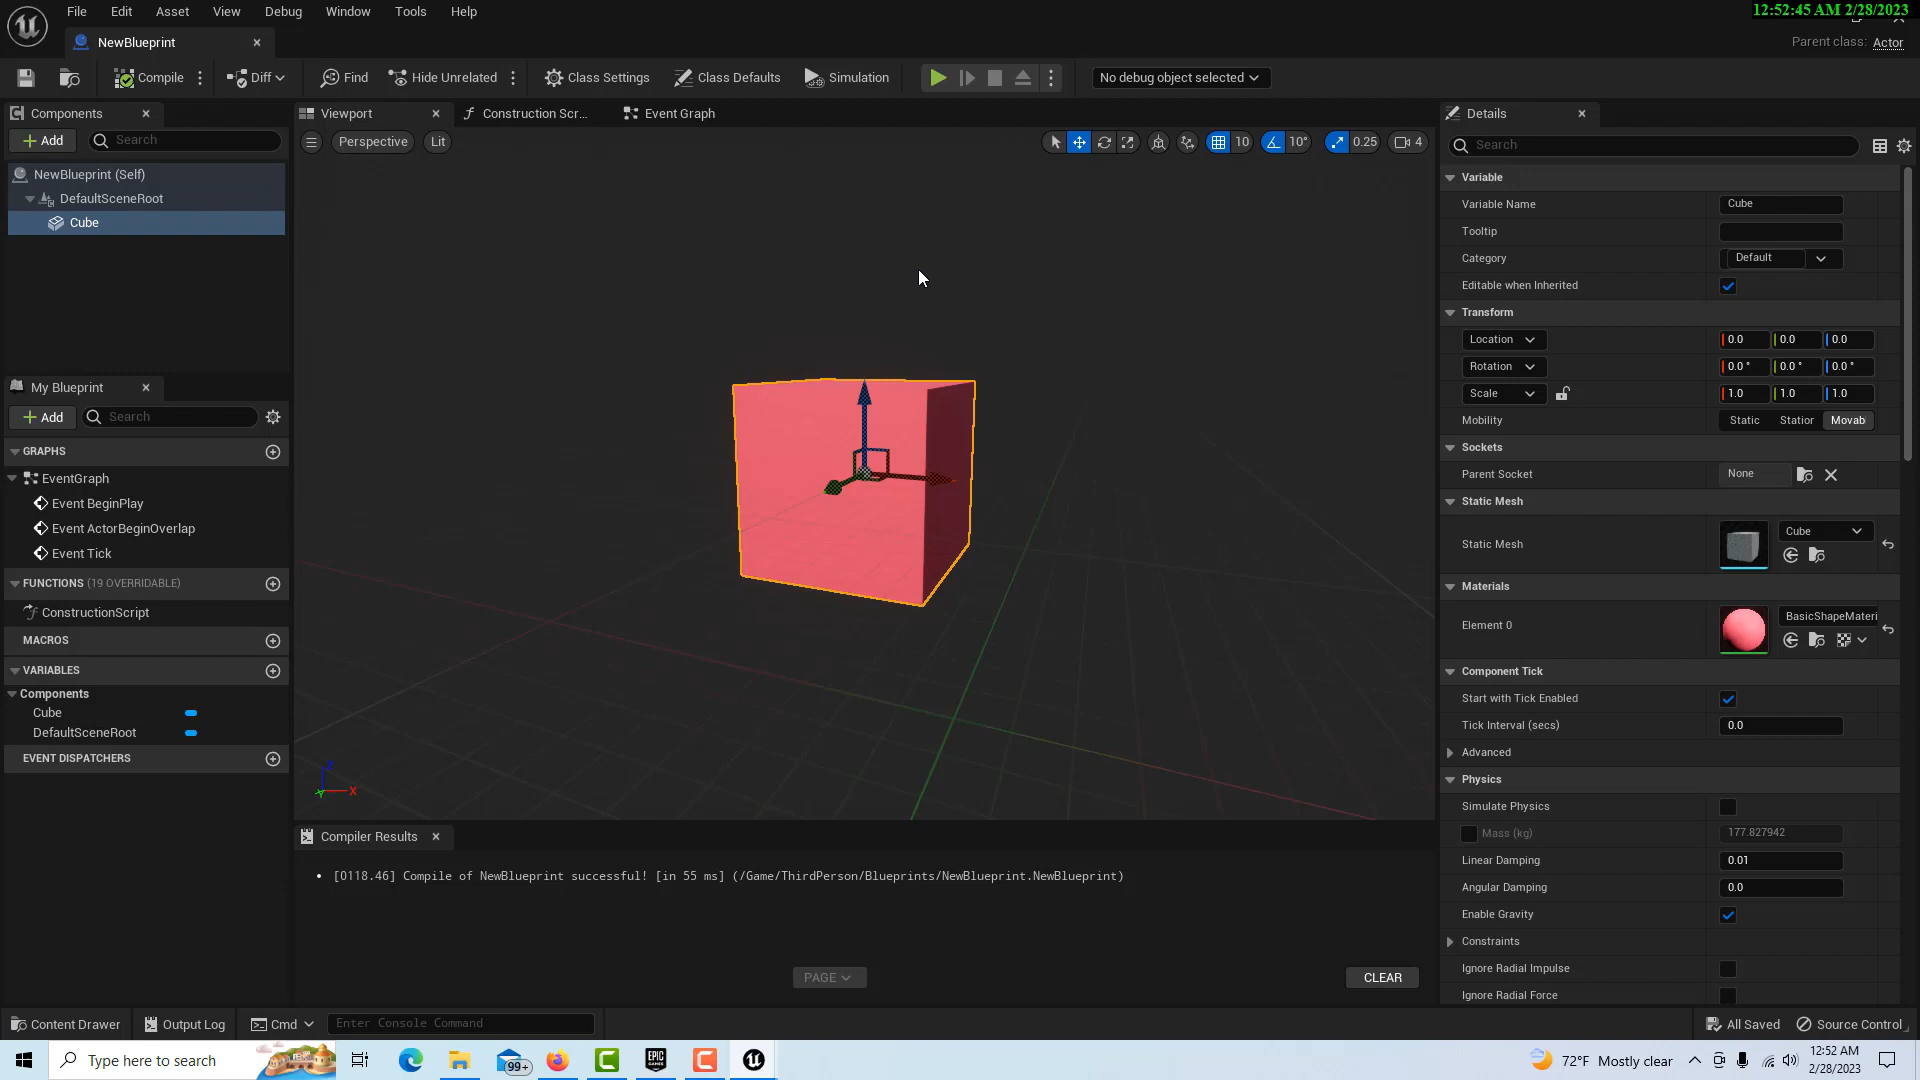 File Edit Asset View Debug Window Tools Help
12:52:45 AM 2/28/2023
NewBlueprint
Parent class: Actor
Compile Diff Find Hide Unrelated Class Settings Class Defaults Simulation No debug object selected
Components
Add Search
NewBlueprint (Self)
DefaultSceneRoot
Cube
My Blueprint
Add Search
GRAPHS
EventGraph
Event BeginPlay
Event ActorBeginOverlap
Event Tick
FUNCTIONS (19 OVERRIDABLE)
ConstructionScript
MACROS
VARIABLES
Components
Cube
DefaultSceneRoot
EVENT DISPATCHERS
Viewport Construction Scr... Event Graph
Perspective Lit 10 10° 0.25 4
Z
X
Y
Compiler Results
• [0118.46] Compile of NewBlueprint successful! [in 55 ms] (/Game/ThirdPerson/Blueprints/NewBlueprint.NewBlueprint)
PAGE CLEAR
Details
Search
Variable
Variable Name Cube
Tooltip
Category Default
Editable when Inherited
Transform
Location 0.0 0.0 0.0
Rotation 0.0 ° 0.0 ° 0.0 °
Scale 1.0 1.0 1.0
Mobility Static Station Movab
Sockets
Parent Socket None
Static Mesh
Static Mesh Cube
Materials
Element 0 BasicShapeMateri
Component Tick
Start with Tick Enabled
Tick Interval (secs) 0.0
Advanced
Physics
Simulate Physics
Mass (kg) 177.827942
Linear Damping 0.01
Angular Damping 0.0
Enable Gravity
Constraints
Ignore Radial Impulse
Ignore Radial Force
Content Drawer Output Log Cmd Enter Console Command All Saved Source Control
Type here to search 99+ EPIC GAMES 72°F Mostly clear 12:52 AM
2/28/2023